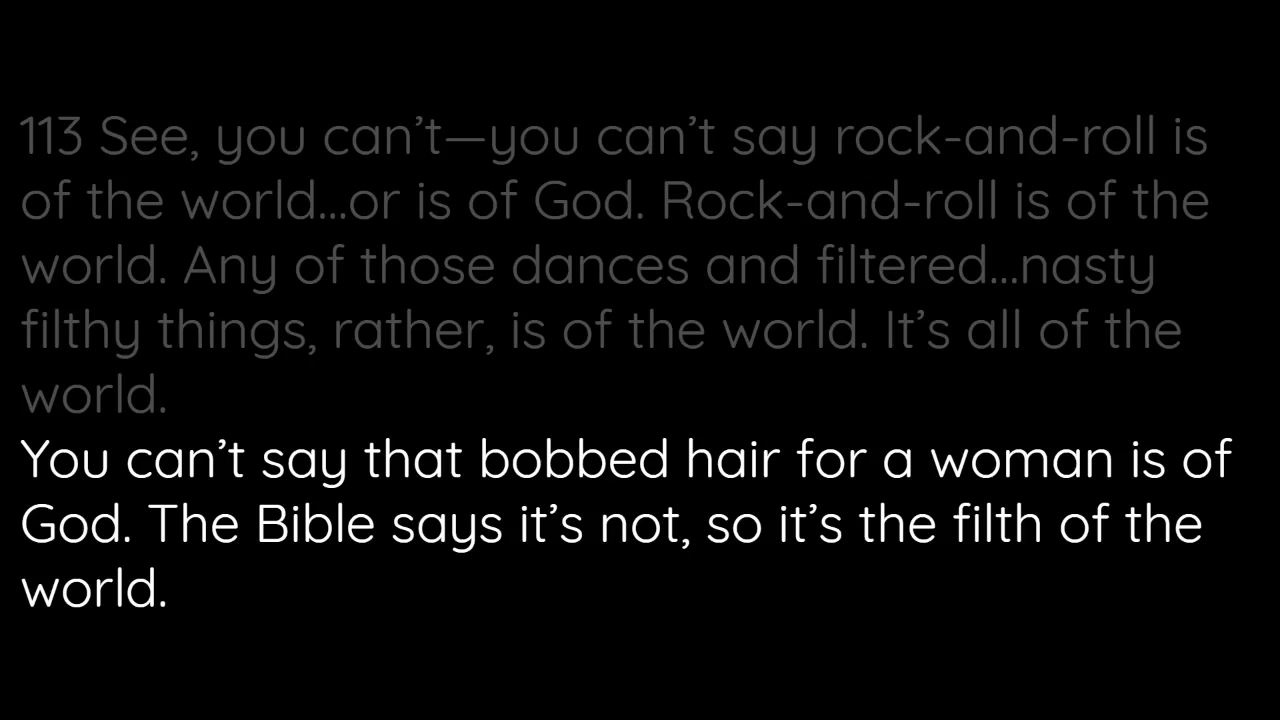 113 See, you can’t—you can’t say rock-and-roll is
of the world...or is of God. Rock-and-roll is of the
world. Any of those dances and filtered...nasty
filthy things, rather, is of the world. It’s all of the
world.
You can’t say that bobbed hair for a woman is of
God. The Bible says it’s not, so it’s the filth of the
world.